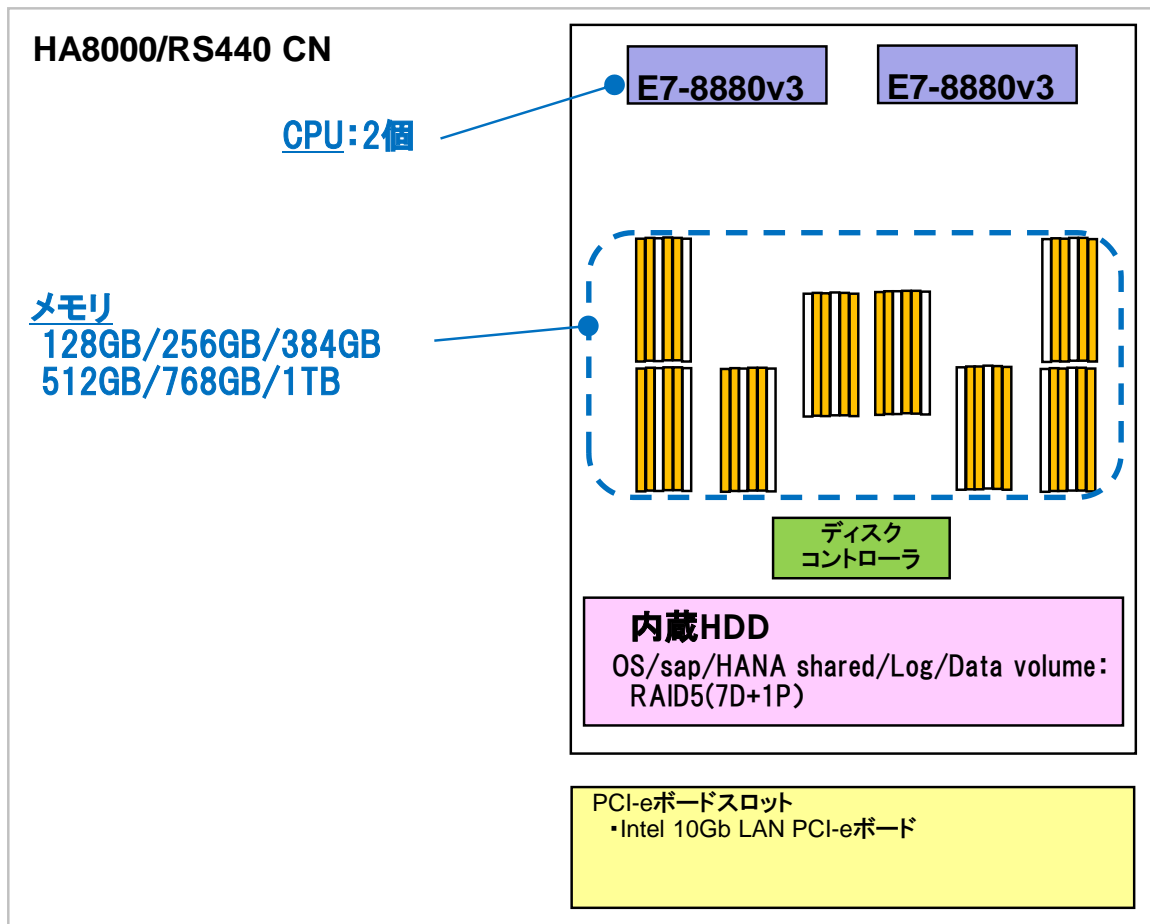 HA8000/RS440 CN
E7-8880v3
E7-8880v3
CPU：2個
メモリ
128GB/256GB/384GB
512GB/768GB/1TB
ディスク
コントローラ
内蔵HDD
OS/sap/HANA shared/Log/Data volume：
RAID5(7D+1P)
PCI-eボードスロット
・Intel 10Gb LAN PCI-eボード